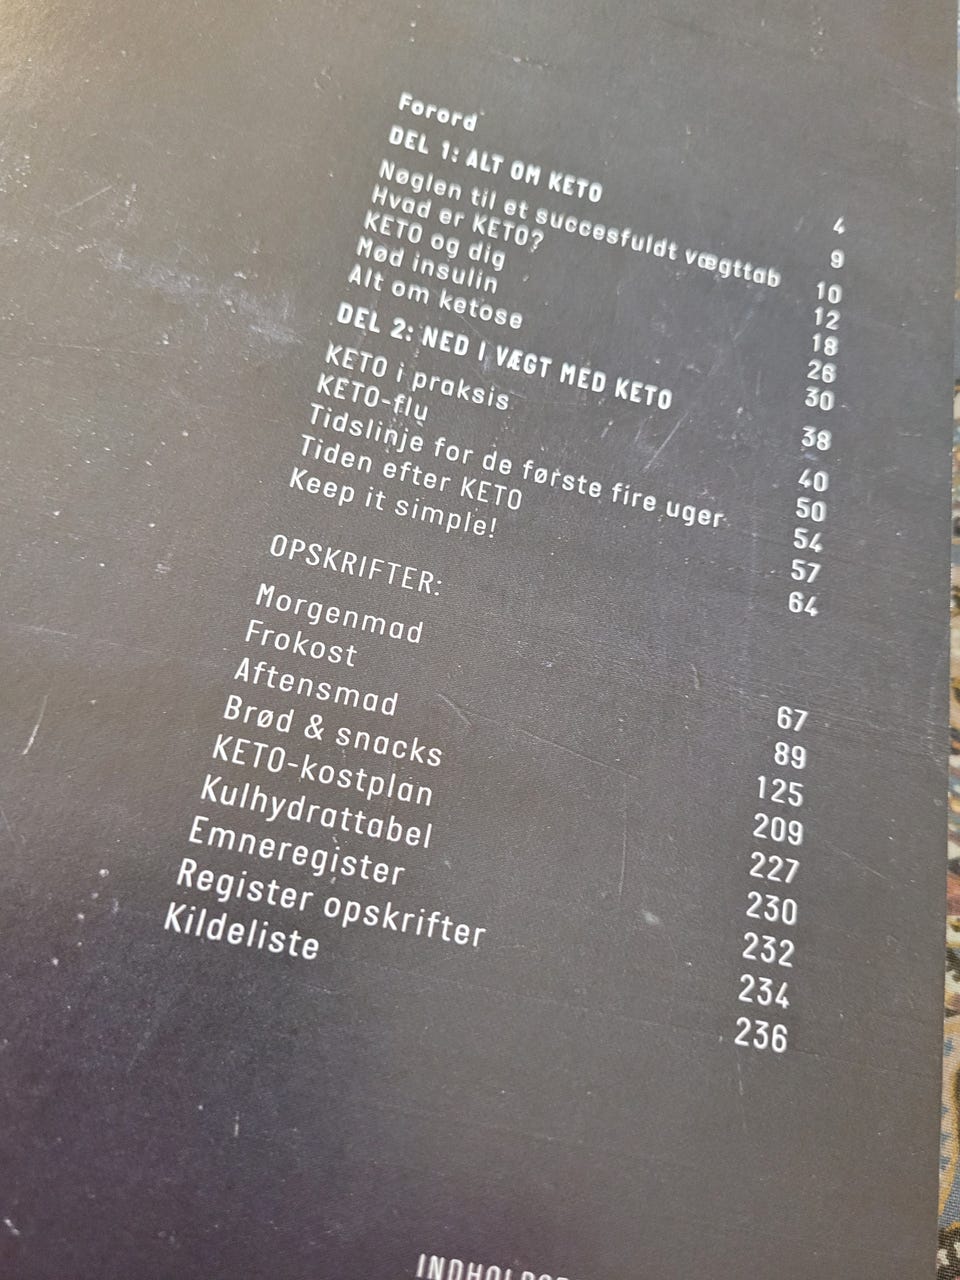 Forord 4
DEL 1: ALT OM KETO 9
Nøglen til et succesfuldt vægttab 10
Hvad er KETO? 12
KETO og dig 18
Mød insulin 26
Alt om ketose 30
DEL 2: NED I VÆGT MED KETO 38
KETO i praksis 40
KETO-flu 50
Tidslinje for de første fire uger 54
Tiden efter KETO 57
Keep it simple! 64
OPSKRIFTER:
Morgenmad 67
Frokost 89
Aftensmad 125
Brød & snacks 209
KETO-kostplan 227
Kulhydrattabel 230
Emneregister 232
Register opskrifter 234
Kildeliste 236